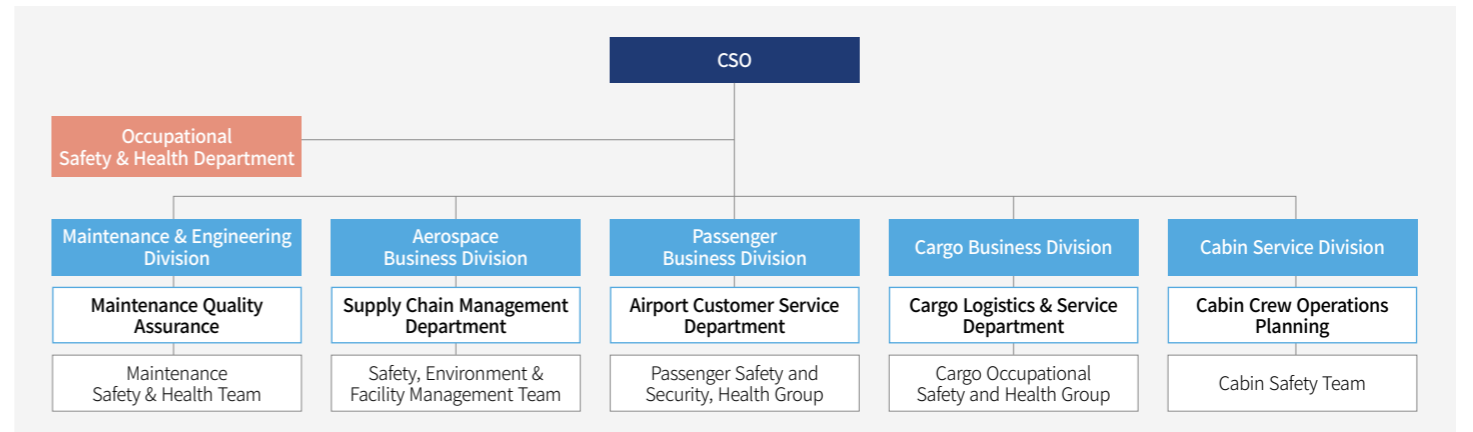 CSO
Occupational
Safety & Health Department
Maintenance & Engineering
Division
Aerospace
Business Division
Passenger
Business Division
Cargo Business Division
Cabin Service Division
Maintenance Quality
Assurance
Supply Chain Management
Department
Airport Customer Service
Department
Cargo Logistics & Service
Department
Cabin Crew Operations
Planning
Maintenance
Safety & Health Team
Safety, Environment &
Facility Management Team
Passenger Safety and
Security, Health Group
Cargo Occupational
Safety and Health Group
Cabin Safety Team